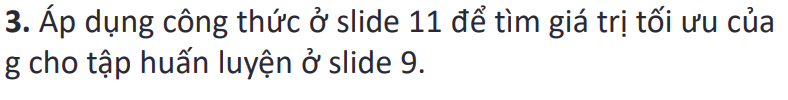 3. Áp dụng công thức ở slide 11 để tìm giá trị tối ưu của
g cho tập huấn luyện ở slide 9.